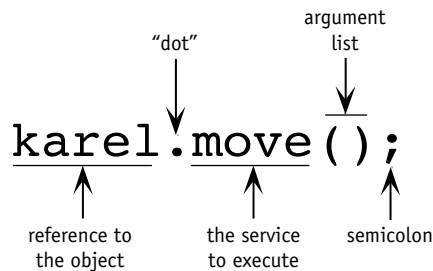 argument
list
“dot”
karel.move();
reference to
the object
the service
to execute
semicolon